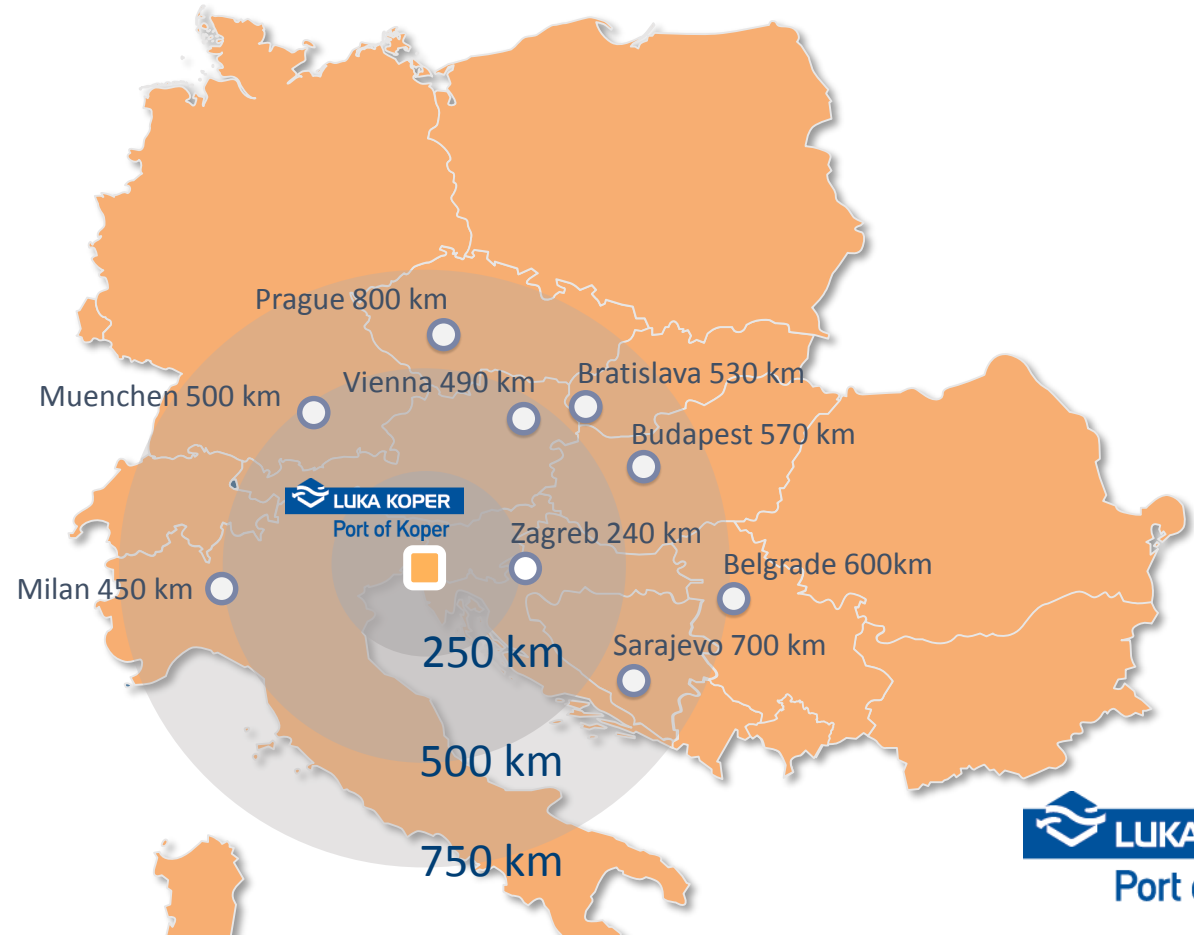 Prague 800 km
Vienna 490 km
Bratislava 530 km
Muenchen 500 km
Budapest 570 km
LUKA KOPER
Port of Koper
Zagreb 240 km
Belgrade 600km
Milan 450 km
Sarajevo 700 km
250 km
500 km
750 km
LUKA
Port